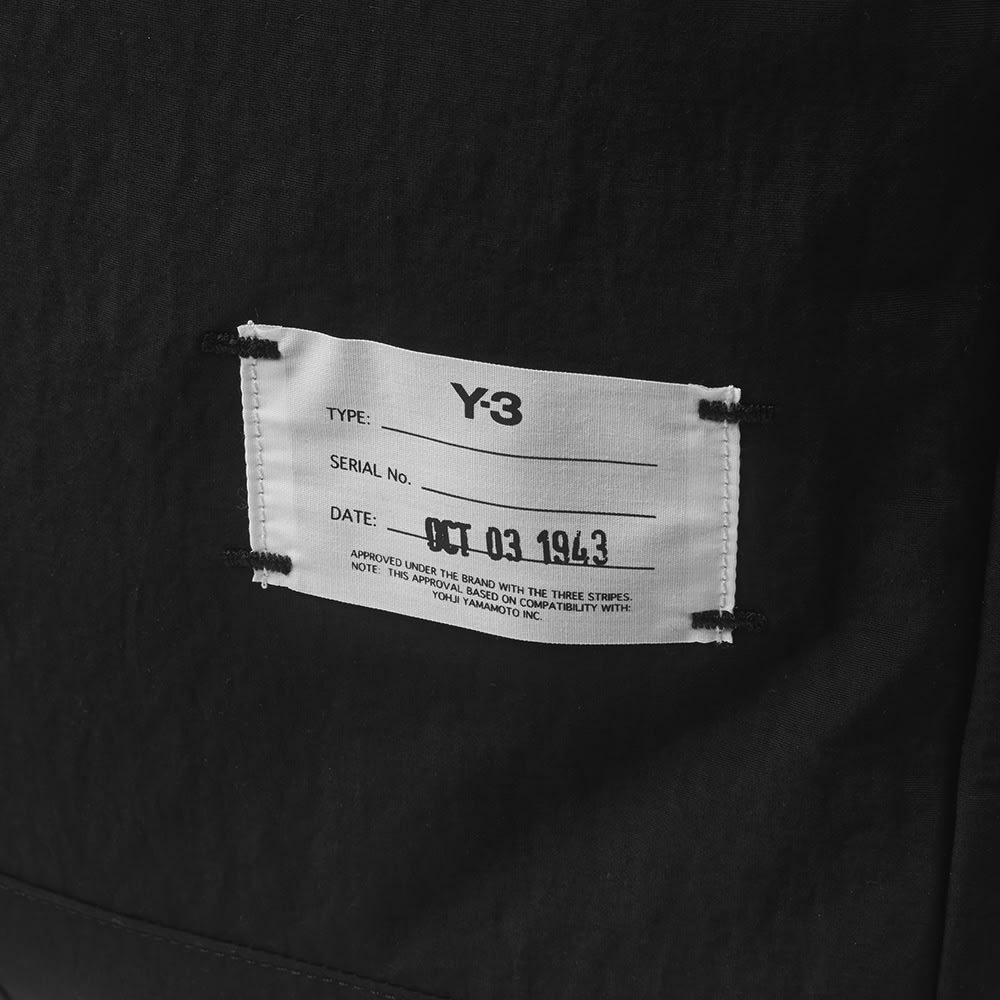 Y-3
TYPE:
SERIAL No.
DATE: OCT 03 1943
APPROVED UNDER THE BRAND WITH THE THREE STRIPES.
NOTE: THIS APPROVAL BASED ON COMPATIBILITY WITH:
YOHJI YAMAMOTO INC.